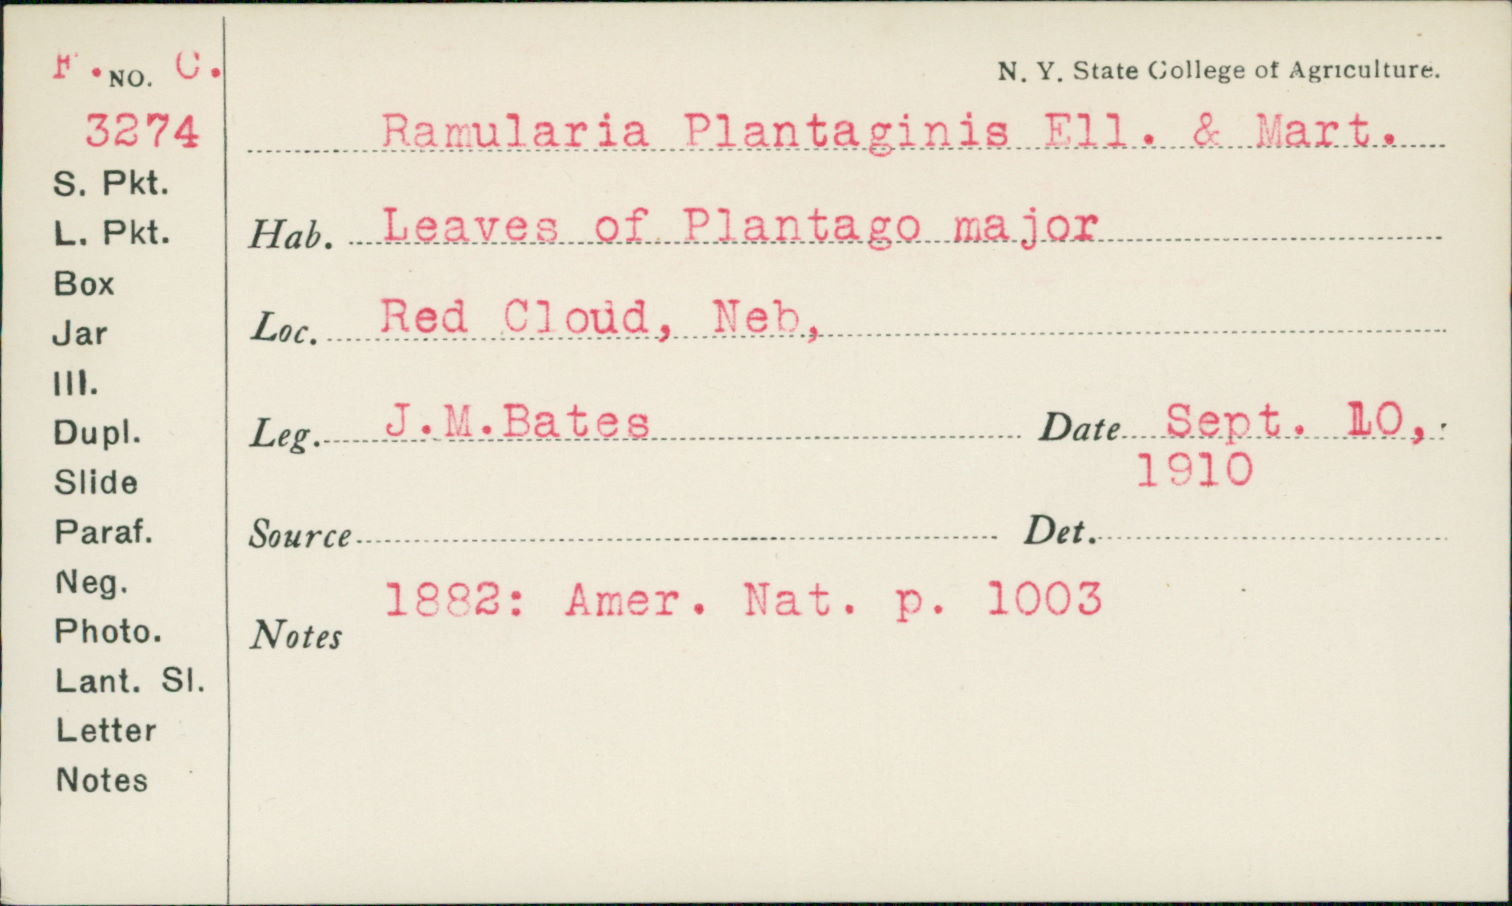 F. NO. C.
N. Y. State College of Agriculture.
3274
Ramularia Plantaginis Ell. & Mart.
S. Pkt.
L. Pkt.
Hab. Leaves of Plantago major
Box
Jar
Loc. Red Cloud, Neb,
Ill.
Dupl.
Leg. J.M.Bates Date Sept. 10,
1910
Slide
Paraf.
Source Det.
Neg.
1882: Amer. Nat. p. 1003
Photo.
Notes
Lant. Sl.
Letter
Notes